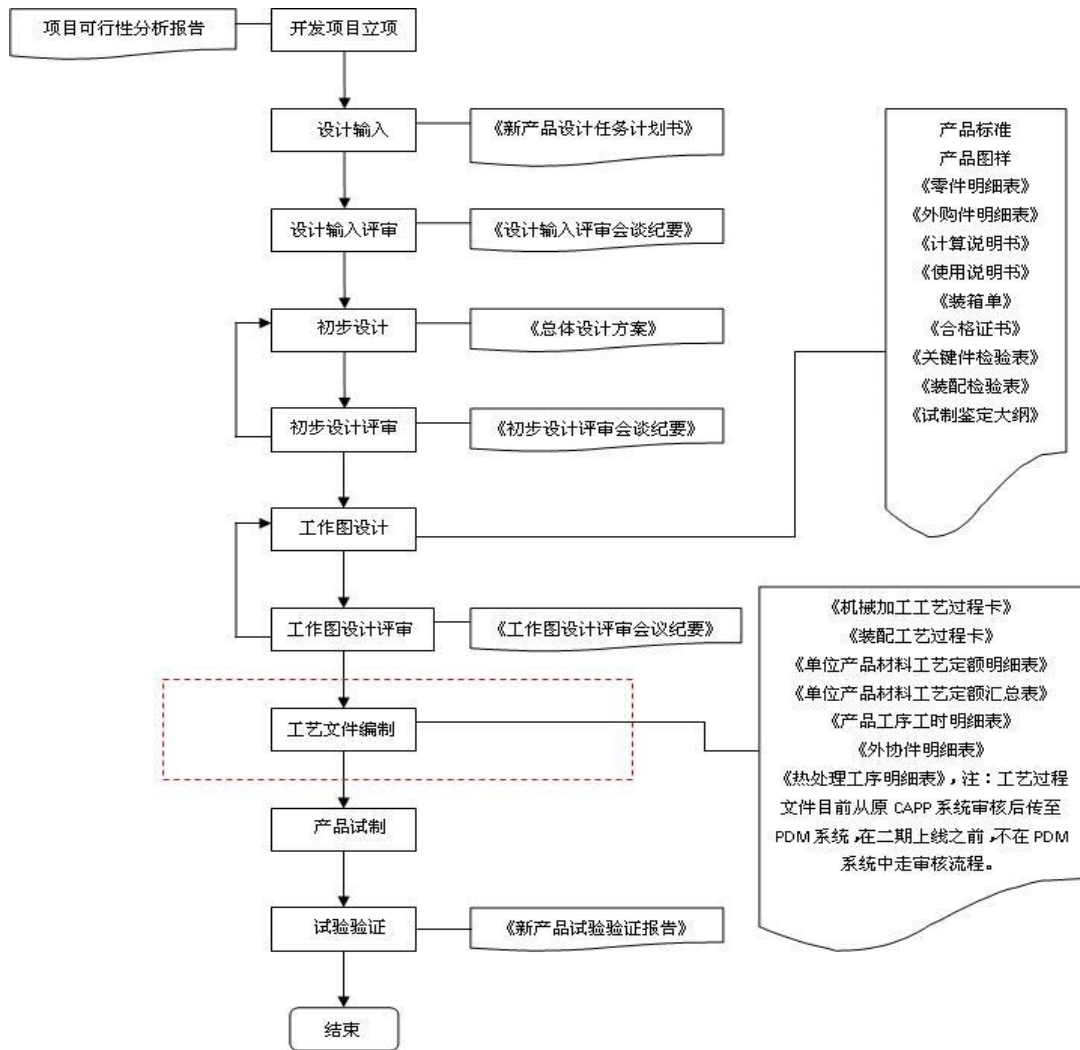 项目可行性分析报告
开发项目立项
设计输入
《新产品设计任务计划书》
设计输入评审
《设计输入评审会谈纪要》
初步设计
《总体设计方案》
初步设计评审
《初步设计评审会谈纪要》
工作图设计
产品标准
产品图样
《零件明细表》
《外购件明细表》
《计算说明书》
《使用说明书》
《装箱单》
《合格证书》
《关键件检验表》
《装配检验表》
《试制鉴定大纲》
工作图设计评审
《工作图设计评审会议纪要》
工艺文件编制
《机械加工工艺过程卡》
《装配工艺过程卡》
《单位产品材料工艺定额明细表》
《单位产品材料工艺定额汇总表》
《产品工序工时明细表》
《外协件明细表》
《热处理工序明细表》，注：工艺过程
文件目前从原 CAPP 系统审核后传至
PDM 系统，在二期上线之前，不在 PDM
系统中走审核流程。
产品试制
试验验证
《新产品试验验证报告》
结束